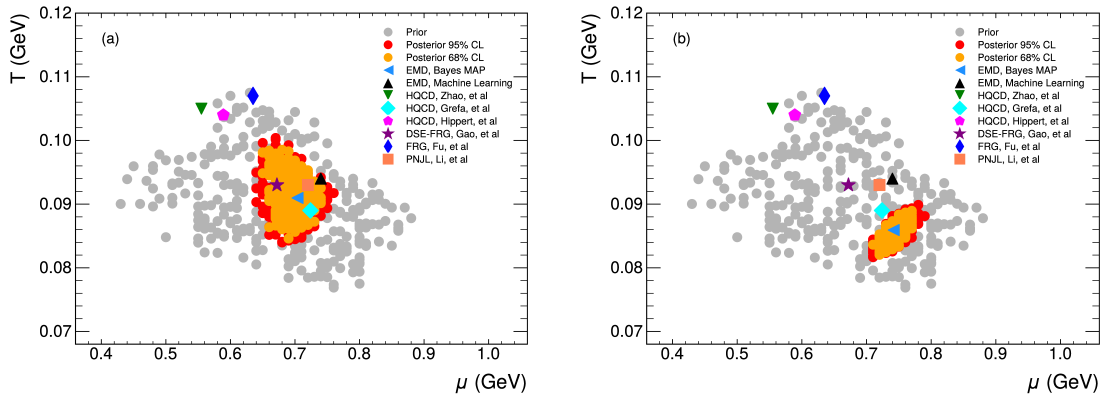 T (GeV)
0.12
0.11
0.10
0.09
0.08
0.07
(a)
Prior
Posterior 95% CL
Posterior 68% CL
EMD, Bayes MAP
EMD, Machine Learning
HQCD, Zhao, et al
HQCD, Grefa, et al
HQCD, Hippert, et al
DSE-FRG, Gao, et al
FRG, Fu, et al
PNJL, Li, et al
0.4 0.5 0.6 0.7 0.8 0.9 1.0
μ (GeV)
T (GeV)
0.12
0.11
0.10
0.09
0.08
0.07
(b)
Prior
Posterior 95% CL
Posterior 68% CL
EMD, Bayes MAP
EMD, Machine Learning
HQCD, Zhao, et al
HQCD, Grefa, et al
HQCD, Hippert, et al
DSE-FRG, Gao, et al
FRG, Fu, et al
PNJL, Li, et al
0.4 0.5 0.6 0.7 0.8 0.9 1.0
μ (GeV)